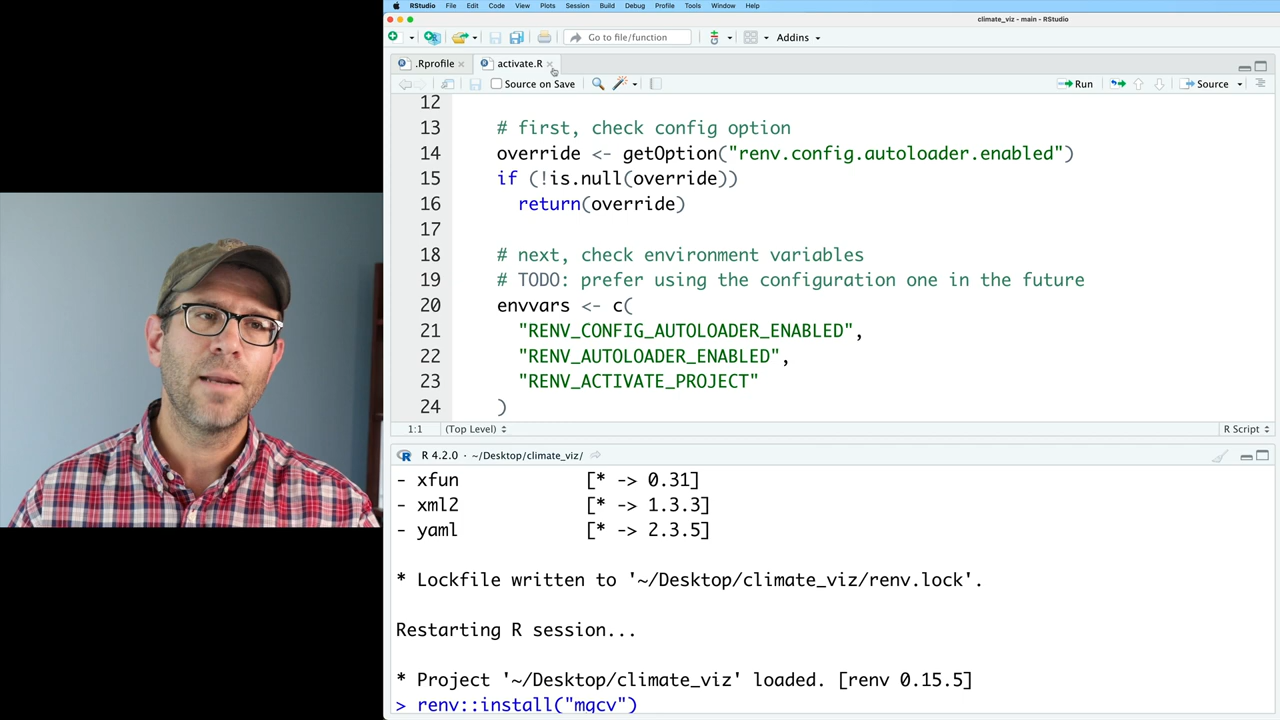 RStudio File Edit Code View Plots Session Build Debug Profile Tools Window Help
climate_viz - main - RStudio
Go to file/function Addins
.Rprofile activate.R
Source on Save Run Source
12
13 # first, check config option
14 override <- getOption("renv.config.autoloader.enabled")
15 if (!is.null(override))
16 return(override)
17
18 # next, check environment variables
19 # TODO: prefer using the configuration one in the future
20 envvars <- c(
21 "RENV_CONFIG_AUTOLOADER_ENABLED",
22 "RENV_AUTOLOADER_ENABLED",
23 "RENV_ACTIVATE_PROJECT"
24 )
1:1 (Top Level) R Script
R 4.2.0 · ~/Desktop/climate_viz/
- xfun [* -> 0.31]
- xml2 [* -> 1.3.3]
- yaml [* -> 2.3.5]
* Lockfile written to '~/Desktop/climate_viz/renv.lock'.
Restarting R session...
* Project '~/Desktop/climate_viz' loaded. [renv 0.15.5]
> renv::install("mgcv")